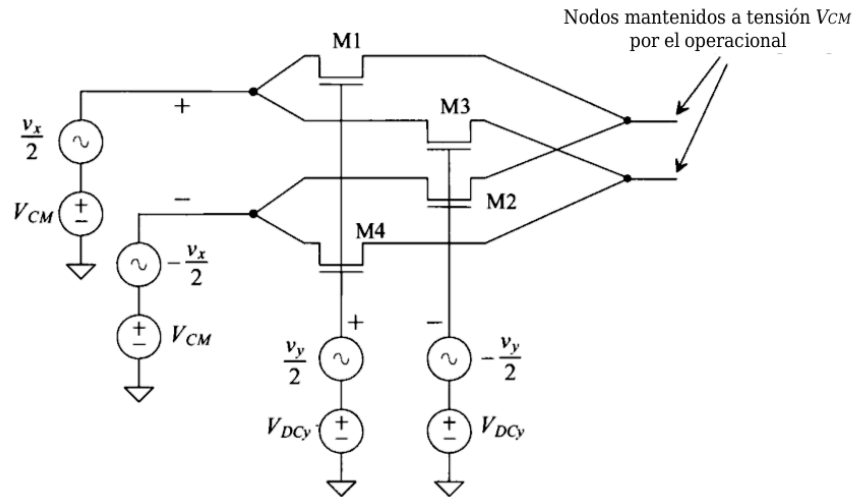 Nodos mantenidos a tensión VCM
por el operacional
M1
+
M3
vx/2
VCM
−
M2
M4
−vx/2
VCM
+
−
vy/2
−vy/2
VDCy
VDCy